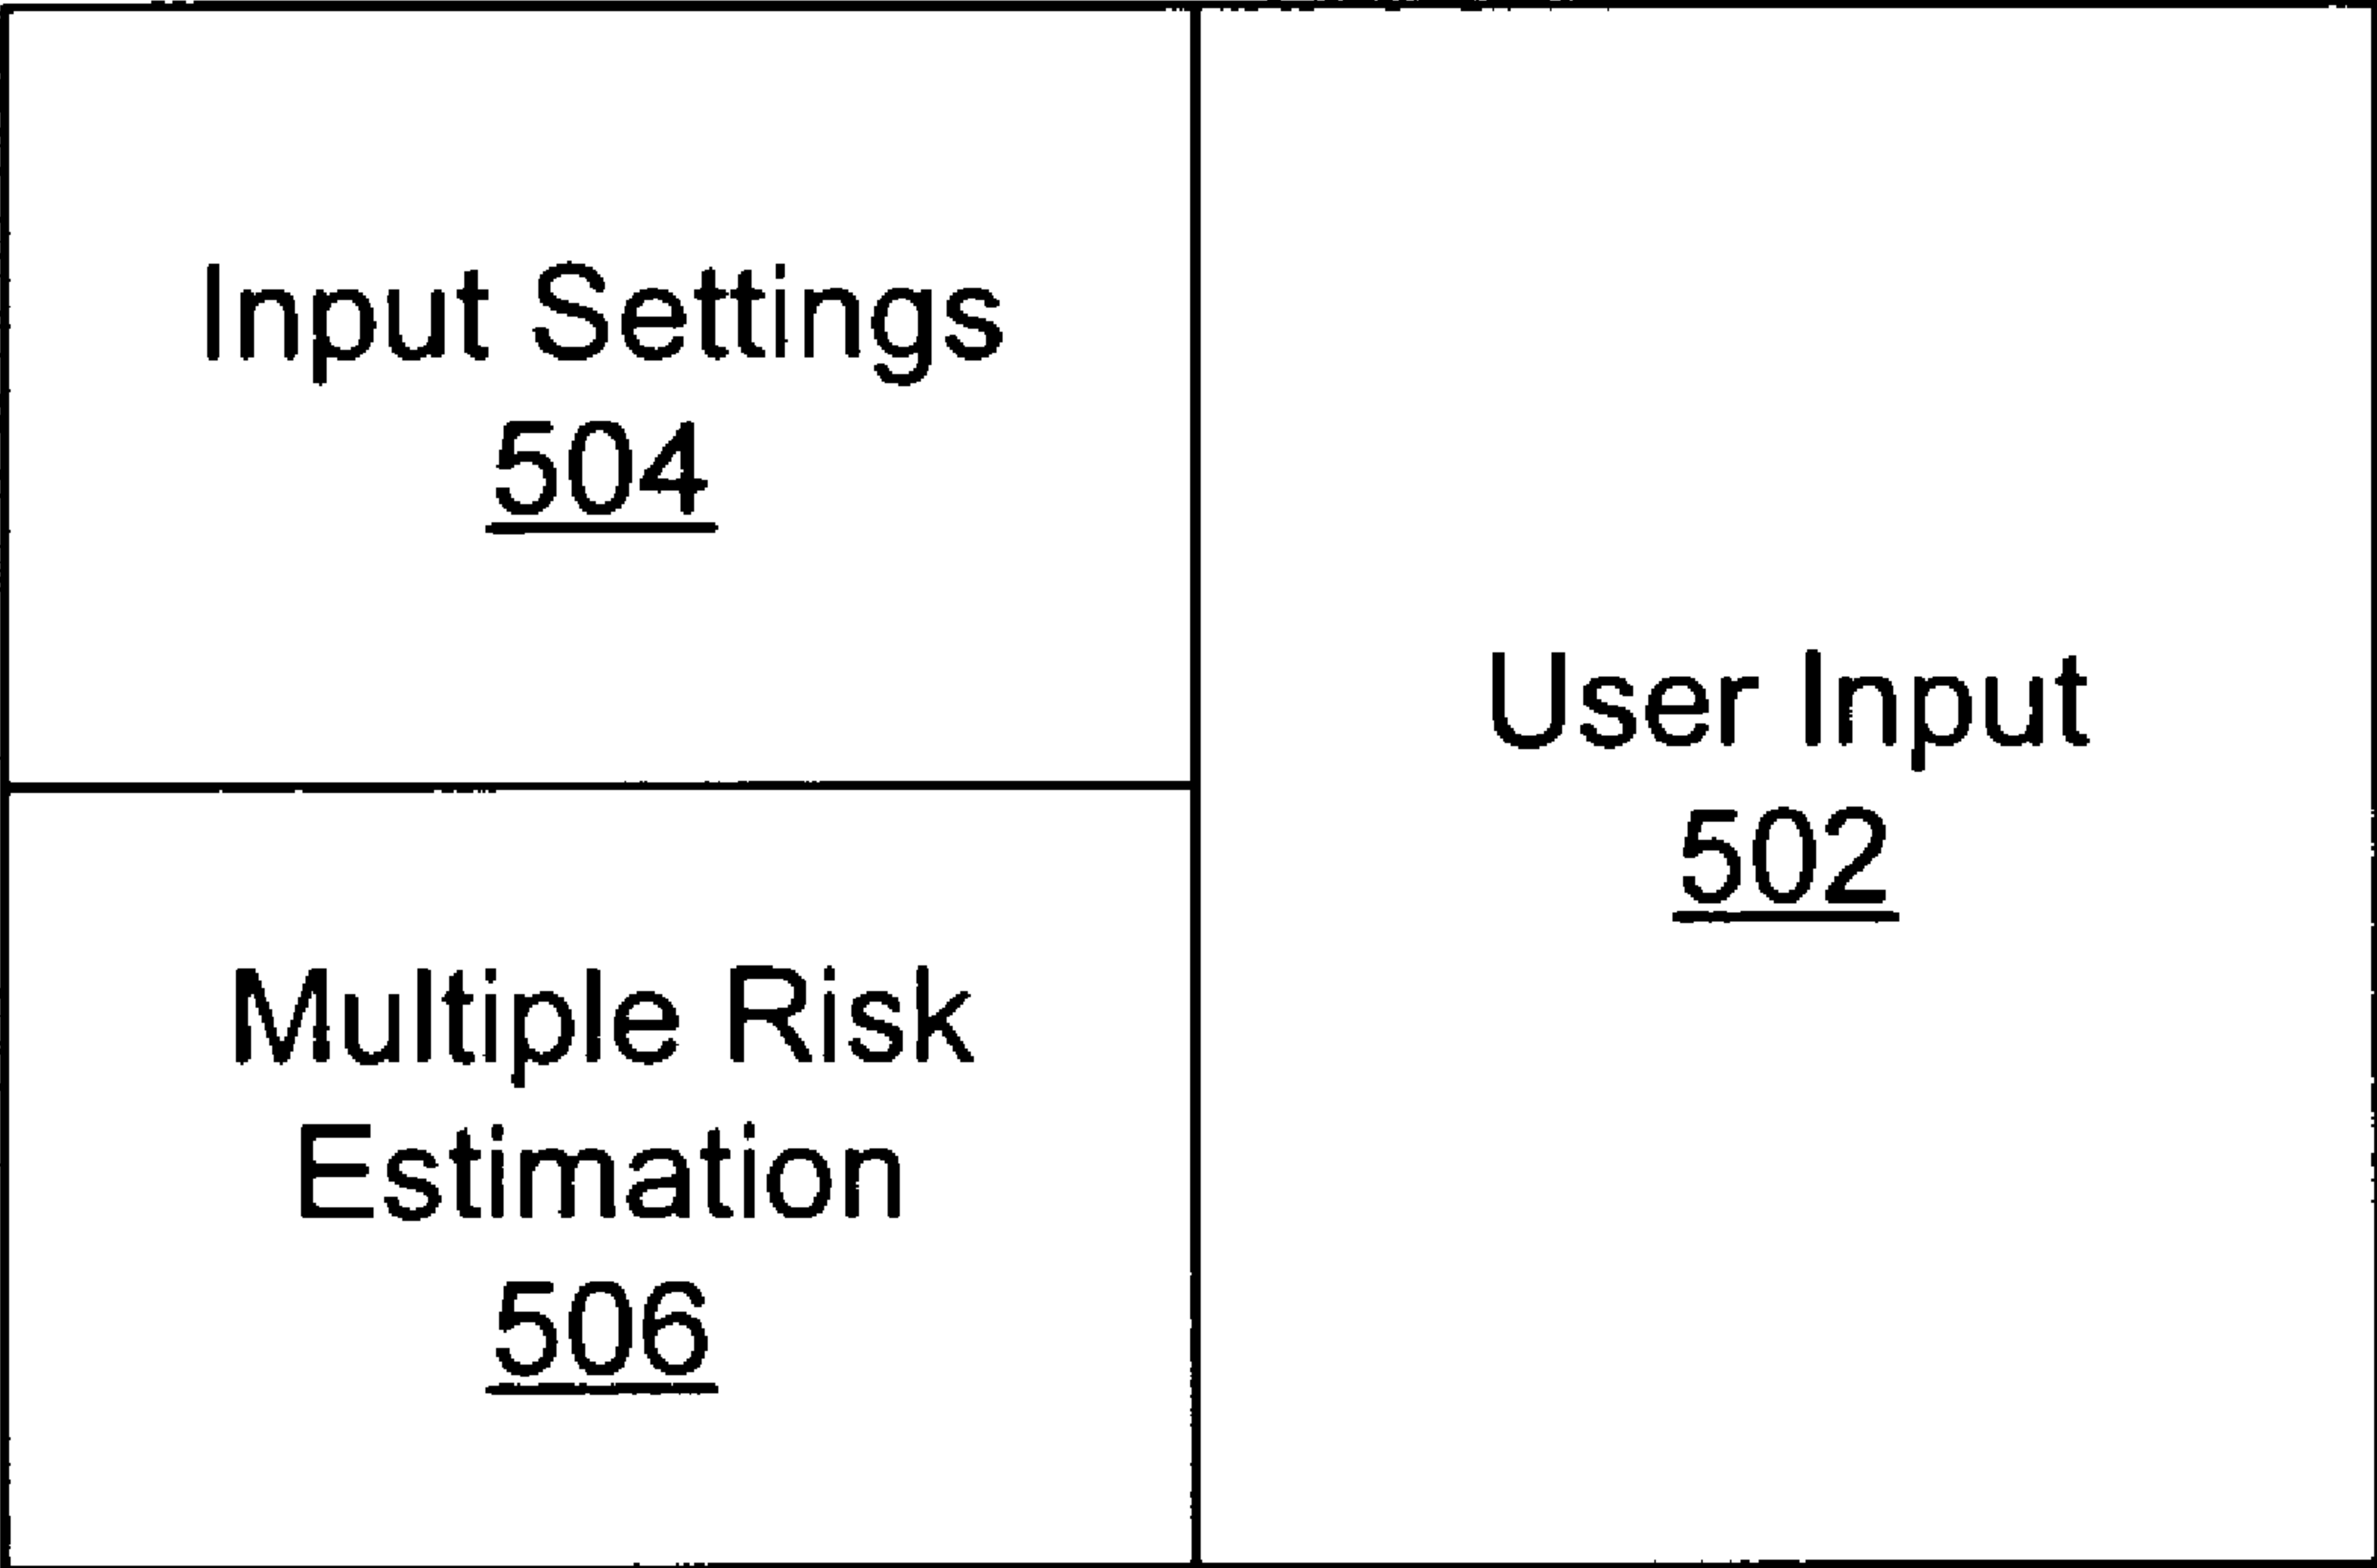 Input Settings
504
Multiple Risk
Estimation
506
User Input
502